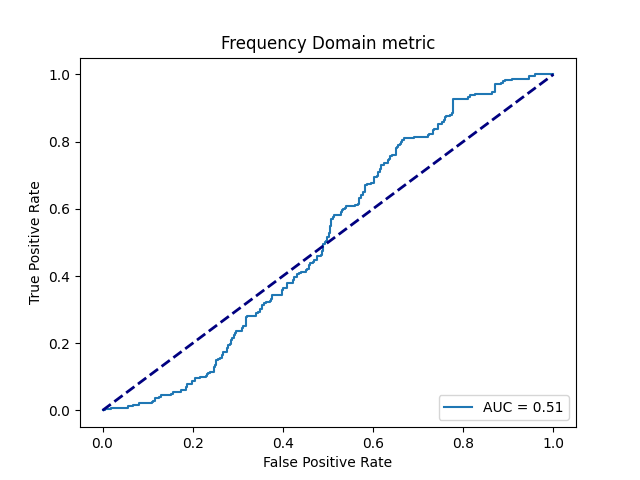 Frequency Domain metric
1.0
0.8
0.6
0.4
0.2
0.0
True Positive Rate
AUC = 0.51
0.0 0.2 0.4 0.6 0.8 1.0
False Positive Rate